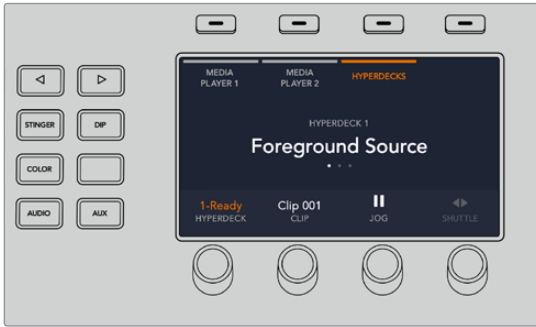 MEDIA
PLAYER 1
MEDIA
PLAYER 2
HYPERDECKS
HYPERDECK 1
Foreground Source
1-Ready
HYPERDECK
Clip 001
CLIP
JOG
SHUTTLE
STINGER
DIP
COLOR
AUDIO
AUX